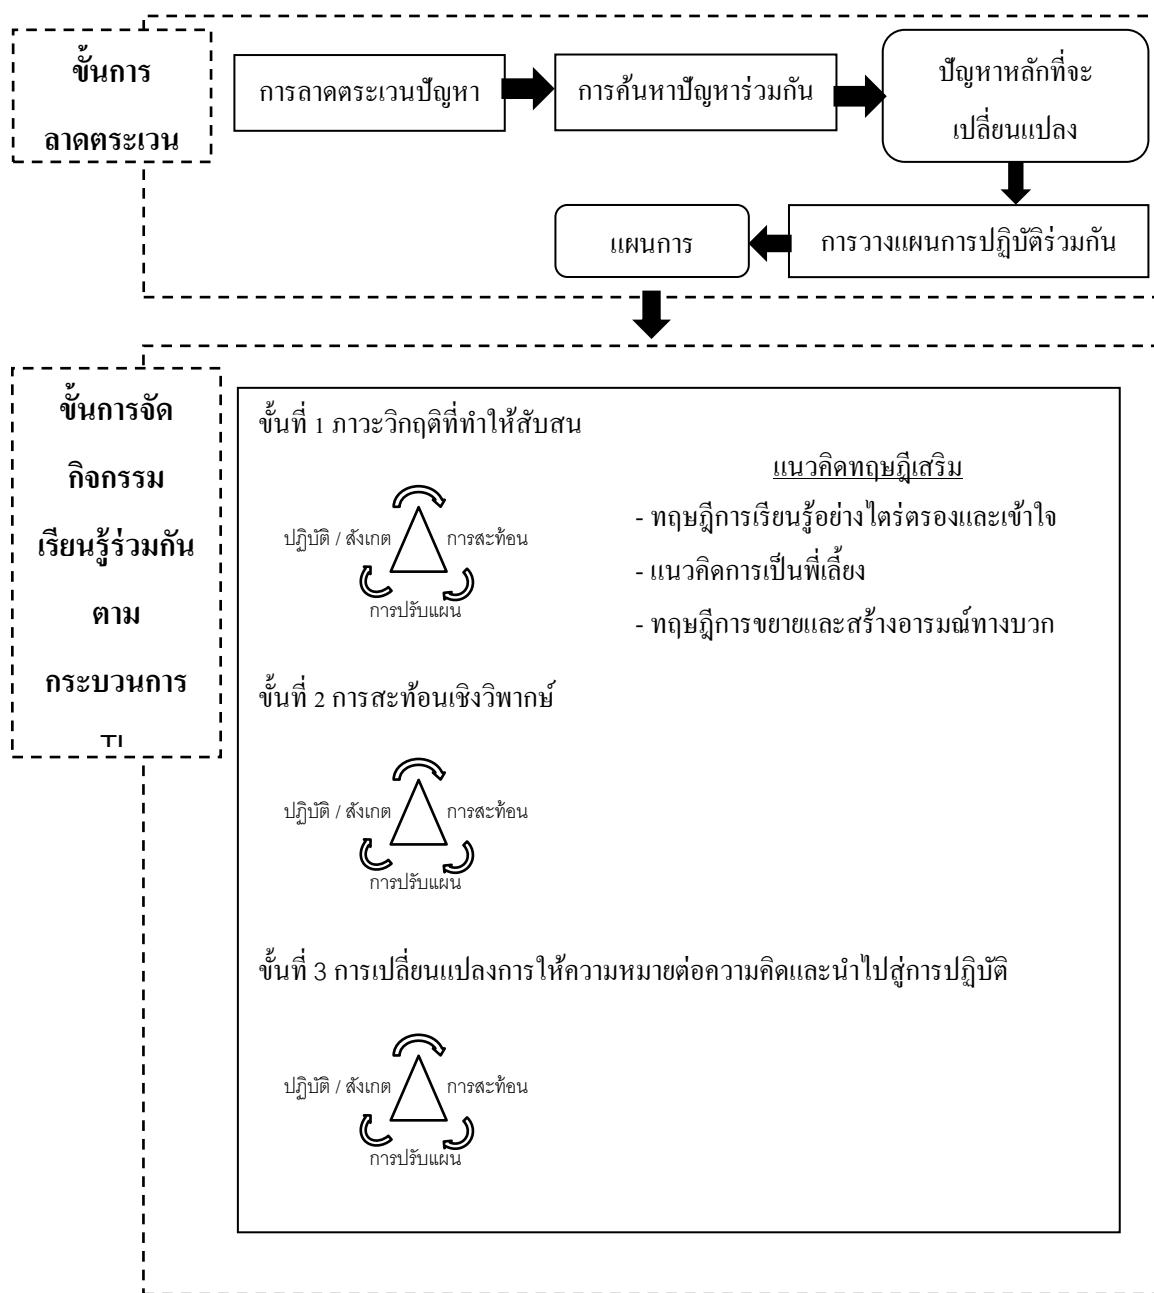 ขั้นการ
ลาดตระเวน
การลาดตระเวนปัญหา
การค้นหาปัญหาร่วมกัน
ปัญหาหลักที่จะ
เปลี่ยนแปลง
แผนการ
การวางแผนการปฏิบัติร่วมกัน
ขั้นการจัด
กิจกรรม
เรียนรู้ร่วมกัน
ตาม
กระบวนการ
ขั้นที่ 1 ภาวะวิกฤติที่ทำให้สับสน
แนวคิดทฤษฎีเสริม
- ทฤษฎีการเรียนรู้อย่างไตร่ตรองและเข้าใจ
- แนวคิดการเป็นพี่เลี้ยง
- ทฤษฎีการขยายและสร้างอารมณ์ทางบวก
ปฏิบัติ / สังเกต
การสะท้อน
การปรับแผน
ขั้นที่ 2 การสะท้อนเชิงวิพากษ์
ปฏิบัติ / สังเกต
การสะท้อน
การปรับแผน
ขั้นที่ 3 การเปลี่ยนแปลงการให้ความหมายต่อความคิดและนำไปสู่การปฏิบัติ
ปฏิบัติ / สังเกต
การสะท้อน
การปรับแผน